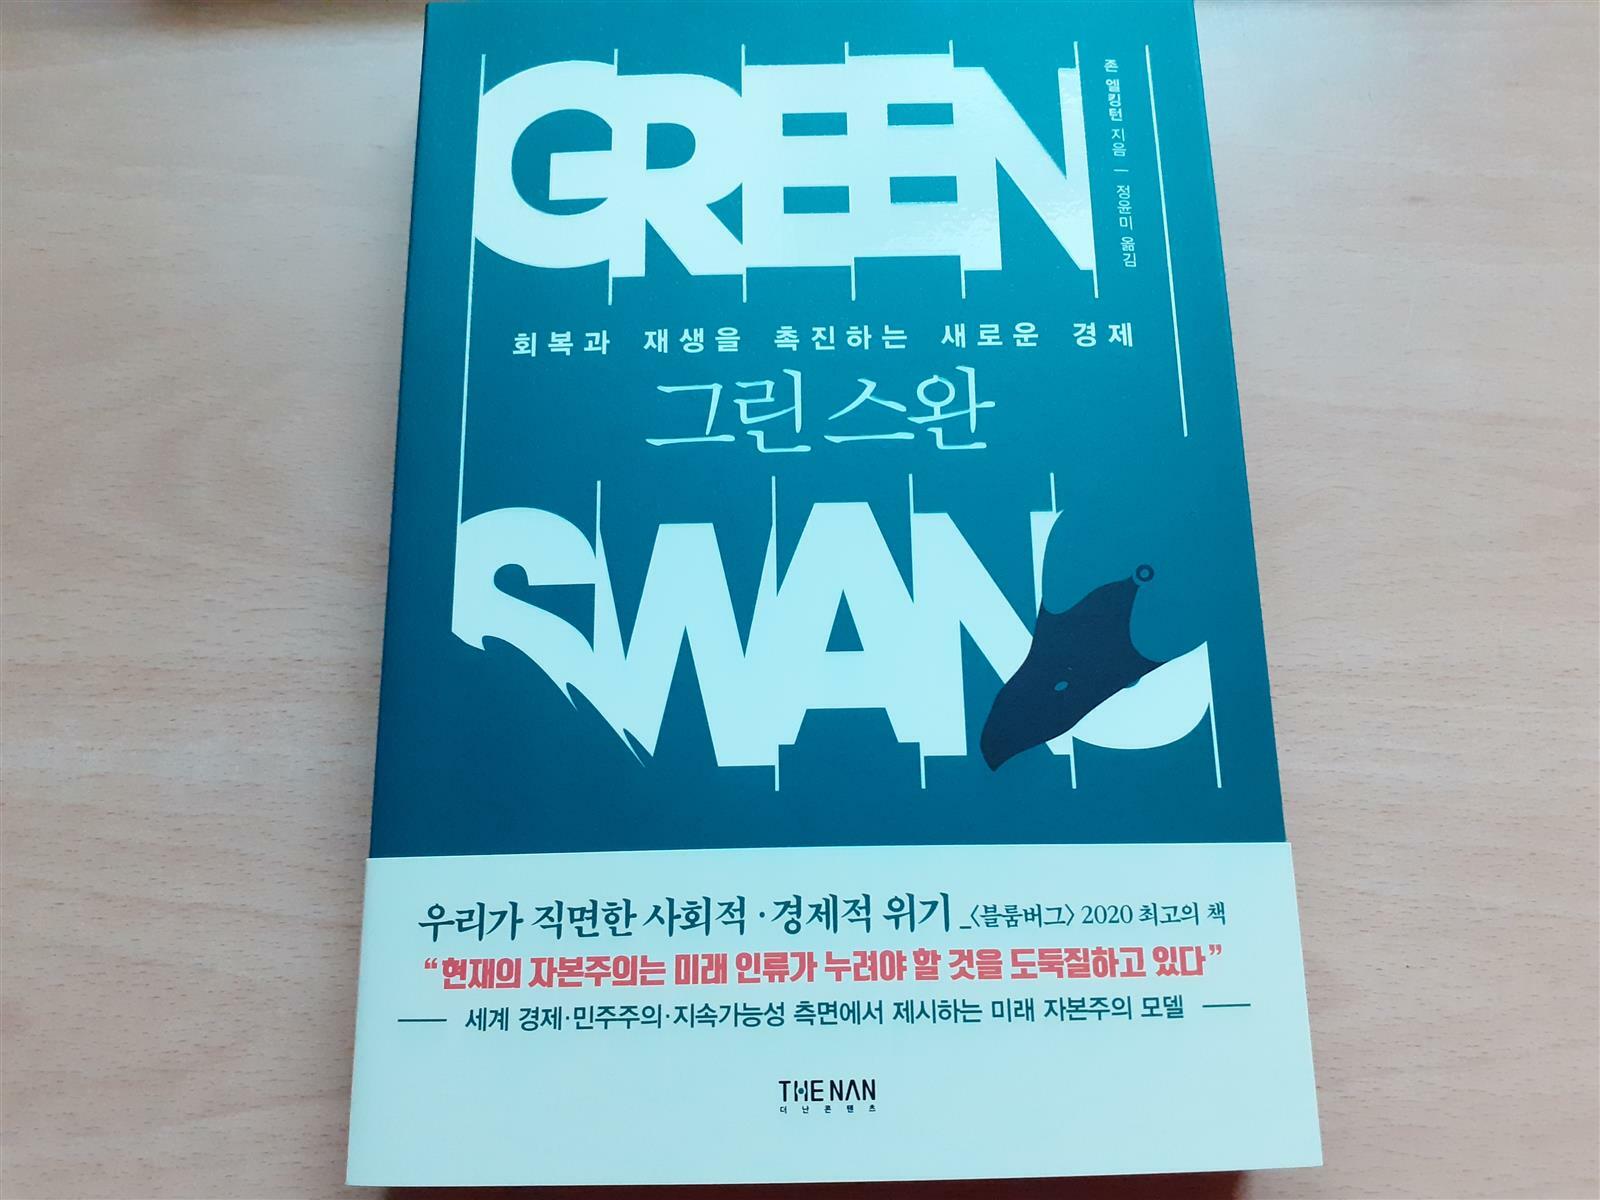 GREEN
존 엘킹턴 지음 | 정윤미 옮김
회복과 재생을 촉진하는 새로운 경제
그린 스완
SWAN
우리가 직면한 사회적·경제적 위기_<블룸버그> 2020 최고의 책
“현재의 자본주의는 미래 인류가 누려야 할 것을 도둑질하고 있다”
세계 경제·민주주의·지속가능성 측면에서 제시하는 미래 자본주의 모델
THE NAN
더난콘텐츠